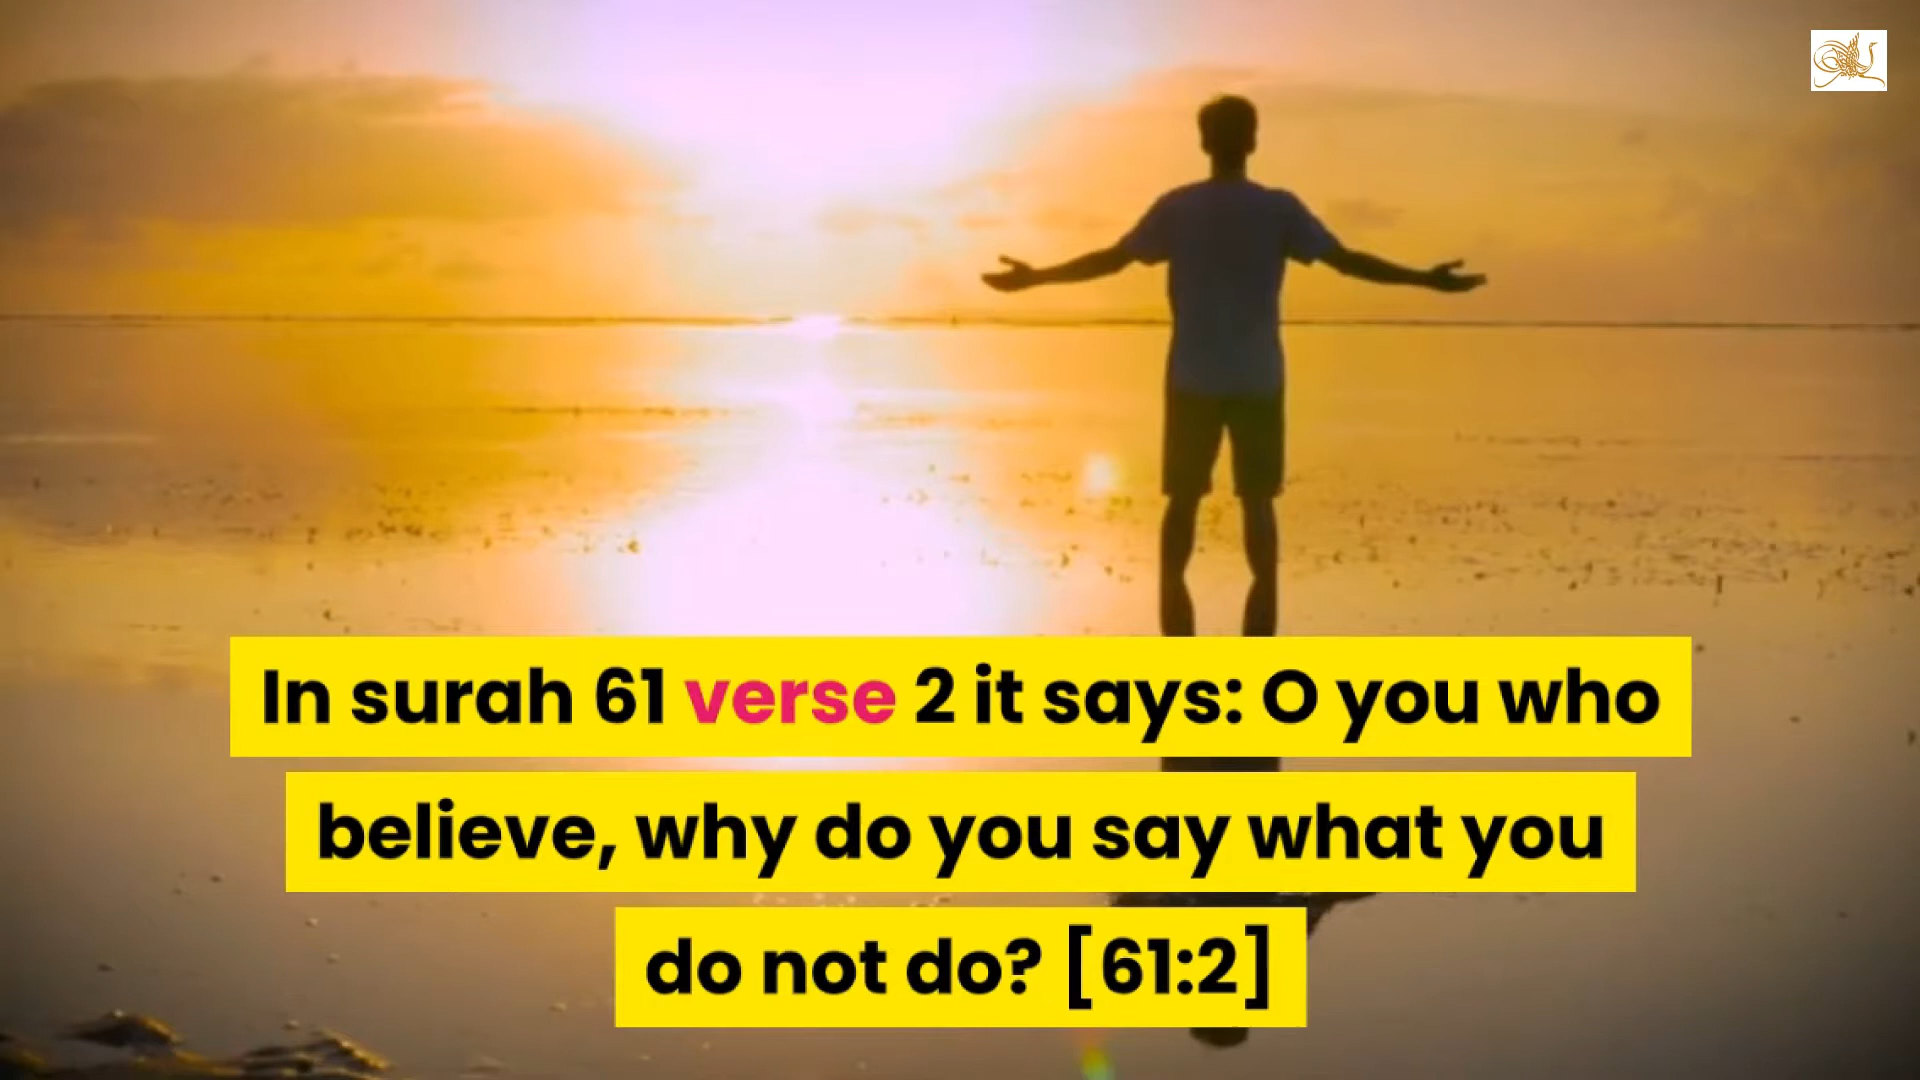 In surah 61 verse 2 it says: O you who
believe, why do you say what you
do not do? [61:2]